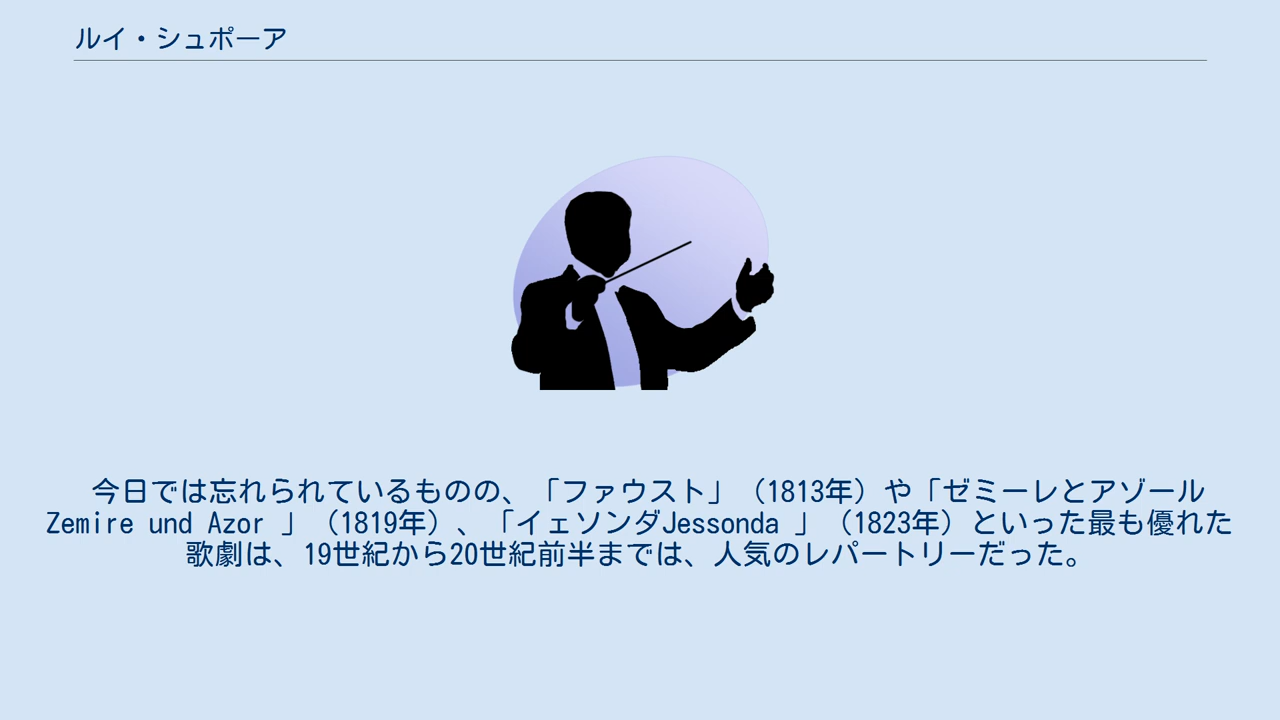 ルイ・シュポーア
今日では忘れられているものの、「ファウスト」（1813年）や「ゼミーレとアゾール
Zemire und Azor 」（1819年）、「イェソンダJessonda 」（1823年）といった最も優れた
歌劇は、19世紀から20世紀前半までは、人気のレパートリーだった。